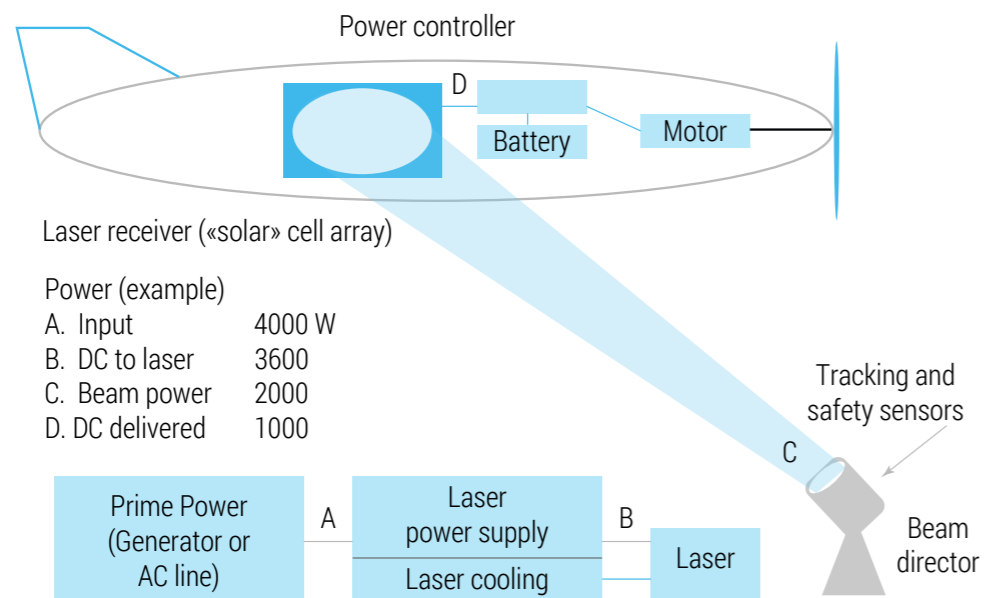 Power controller
D
Battery
Motor
Laser receiver («solar» cell array)
Power (example)
A. Input 4000 W
B. DC to laser 3600
C. Beam power 2000
D. DC delivered 1000
Tracking and
safety sensors
C
Beam
director
Prime Power
(Generator or
AC line)
A
Laser
power supply
Laser cooling
B
Laser